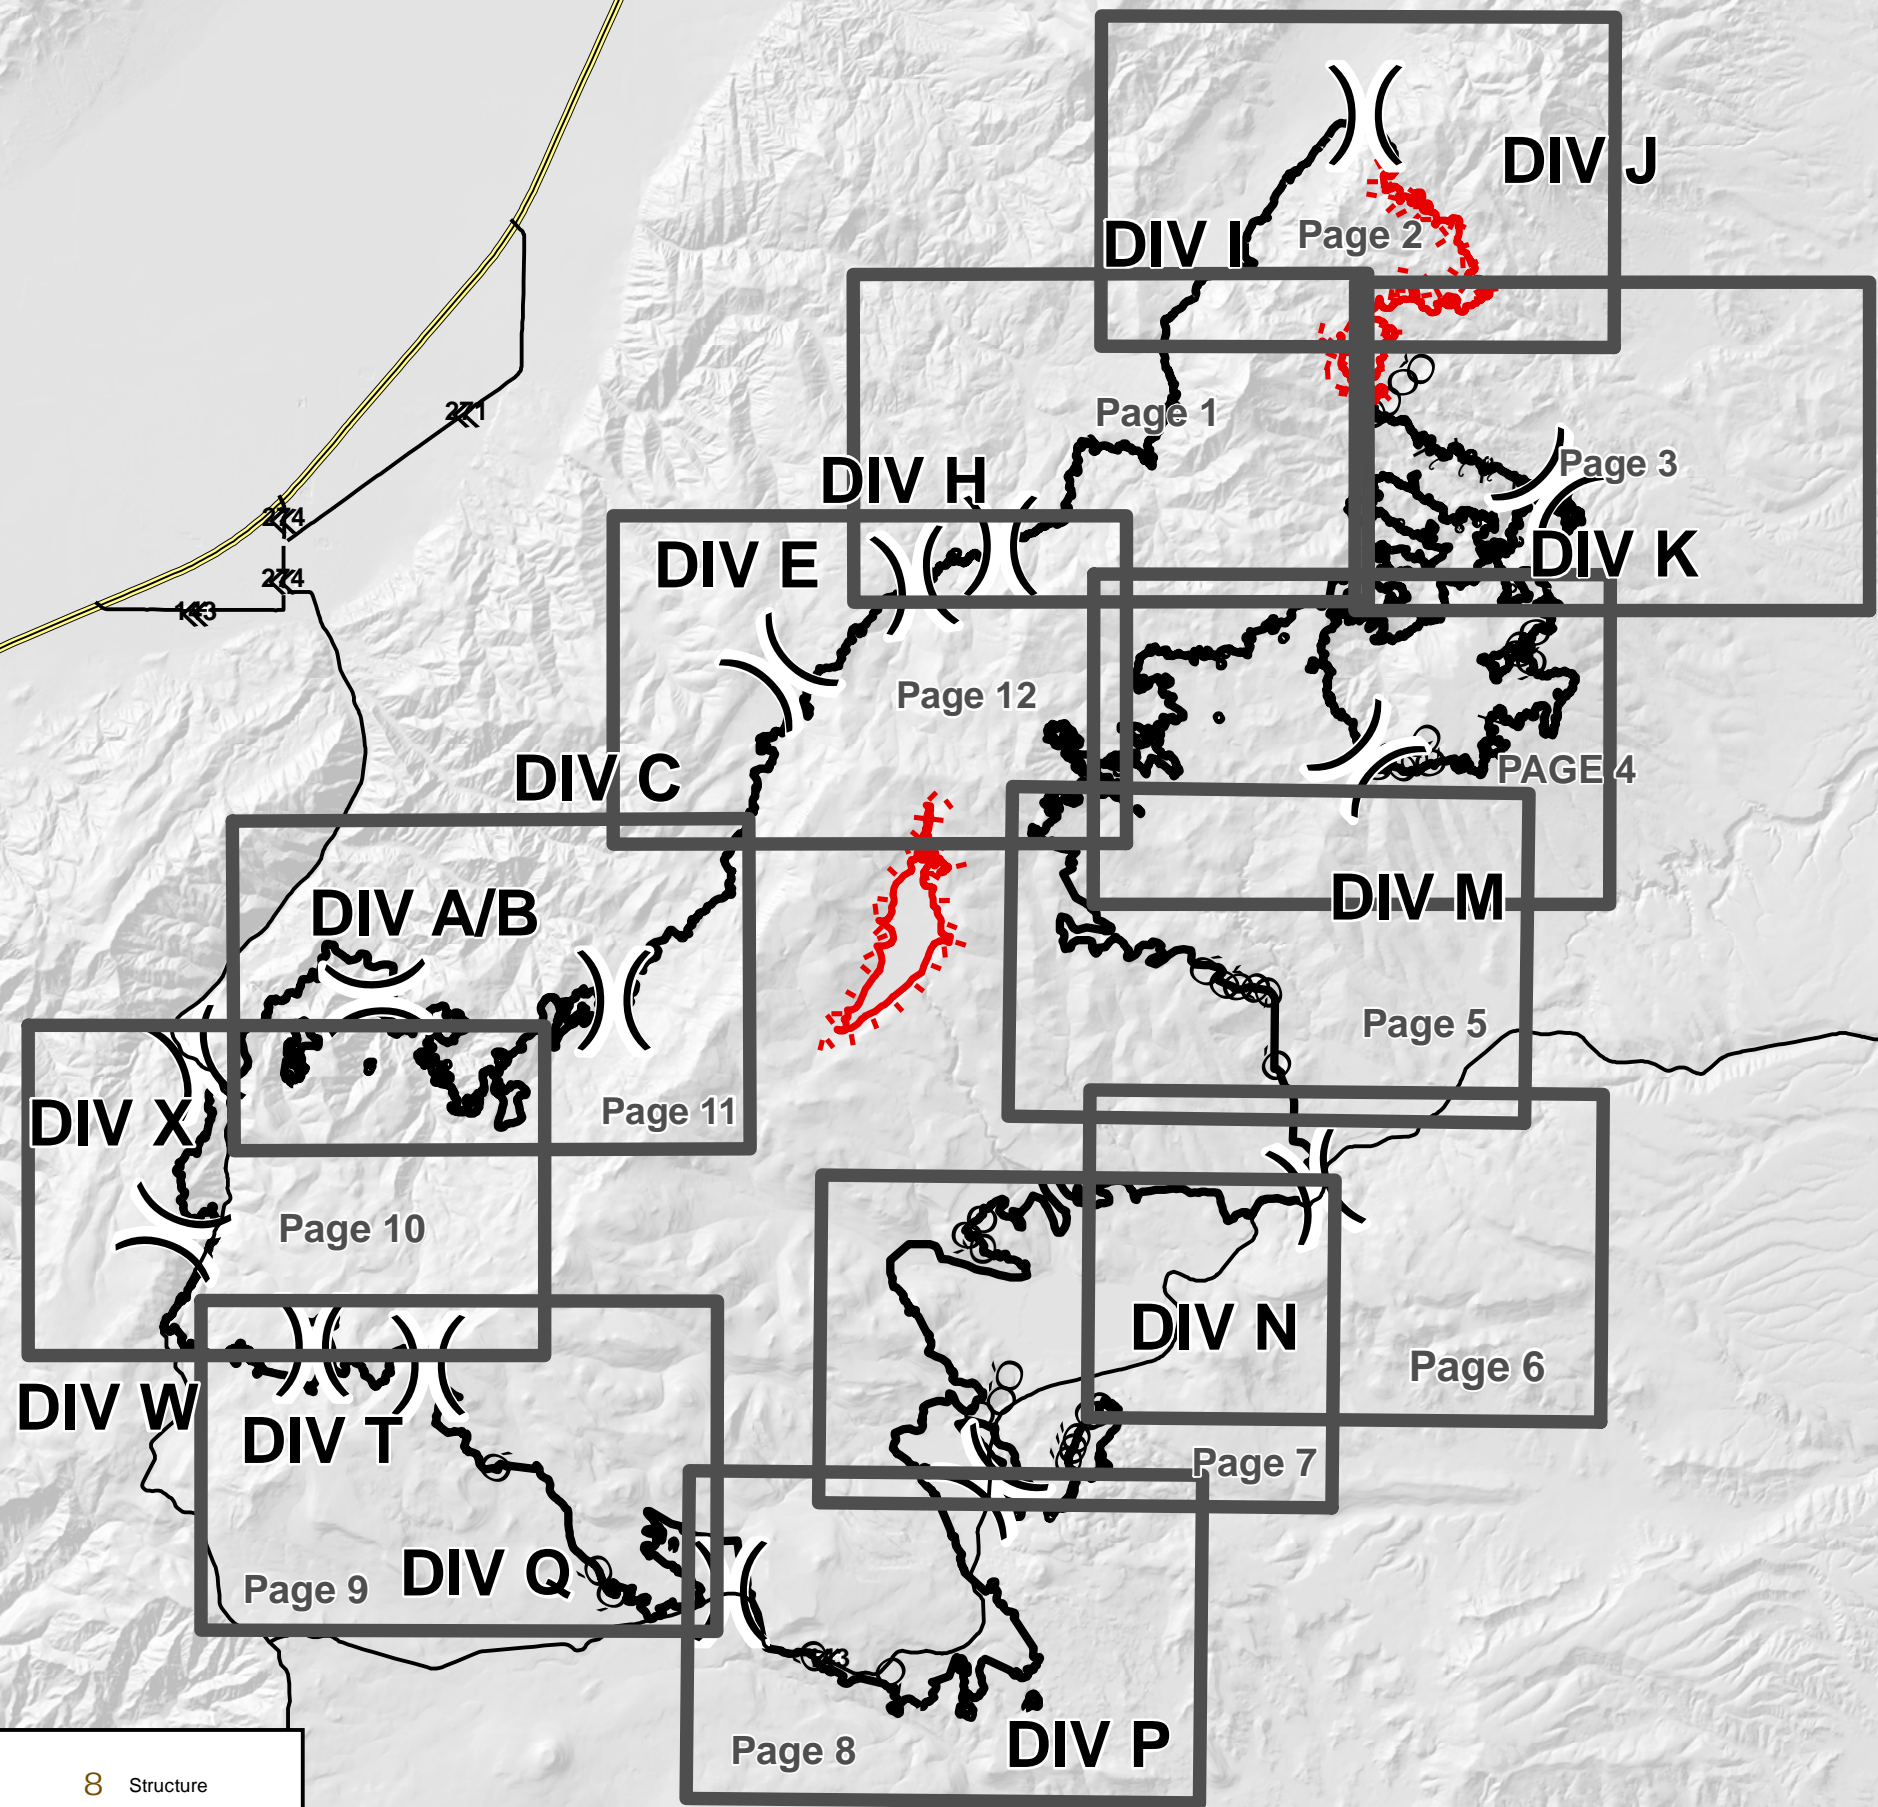 DIV J
Page 2
DIV I
271
Page 1
Page 3
DIV H
274
DIV E
DIV K
274
143
Page 12
DIV C
PAGE 4
DIV M
DIV A/B
Page 5
Page 11
DIV X
Page 10
DIV N
Page 6
DIV W
DIV T
Page 7
DIV Q
Page 9
DIV P
Page 8
8 Structure